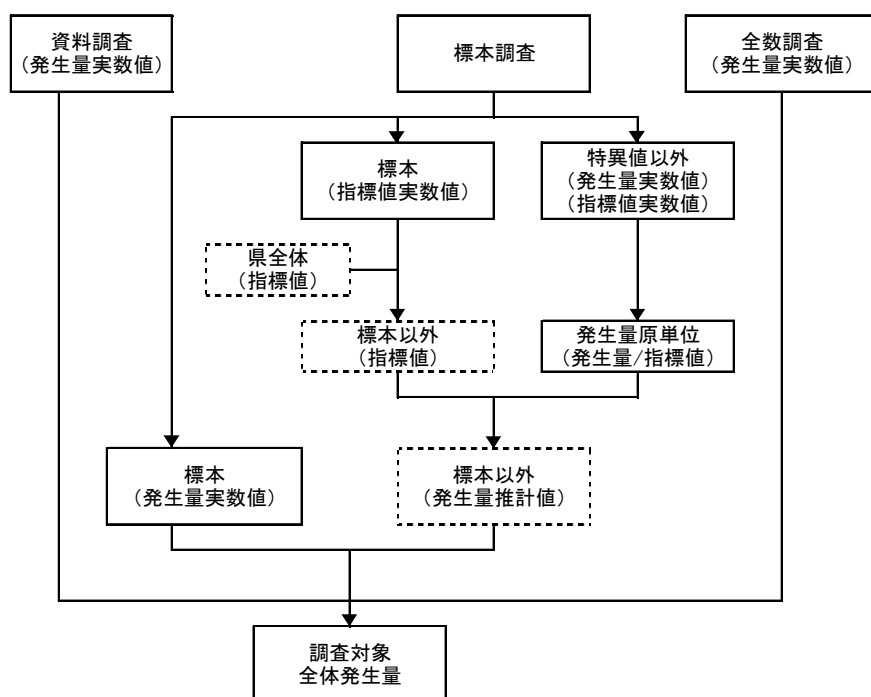 資料調査
（発生量実数値）
標本調査
全数調査
（発生量実数値）
標本
（指標値実数値）
特異値以外
（発生量実数値）
（指標値実数値）
県全体
（指標値）
標本以外
（指標値）
発生量原単位
（発生量/指標値）
標本
（発生量実数値）
標本以外
（発生量推計値）
調査対象
全体発生量